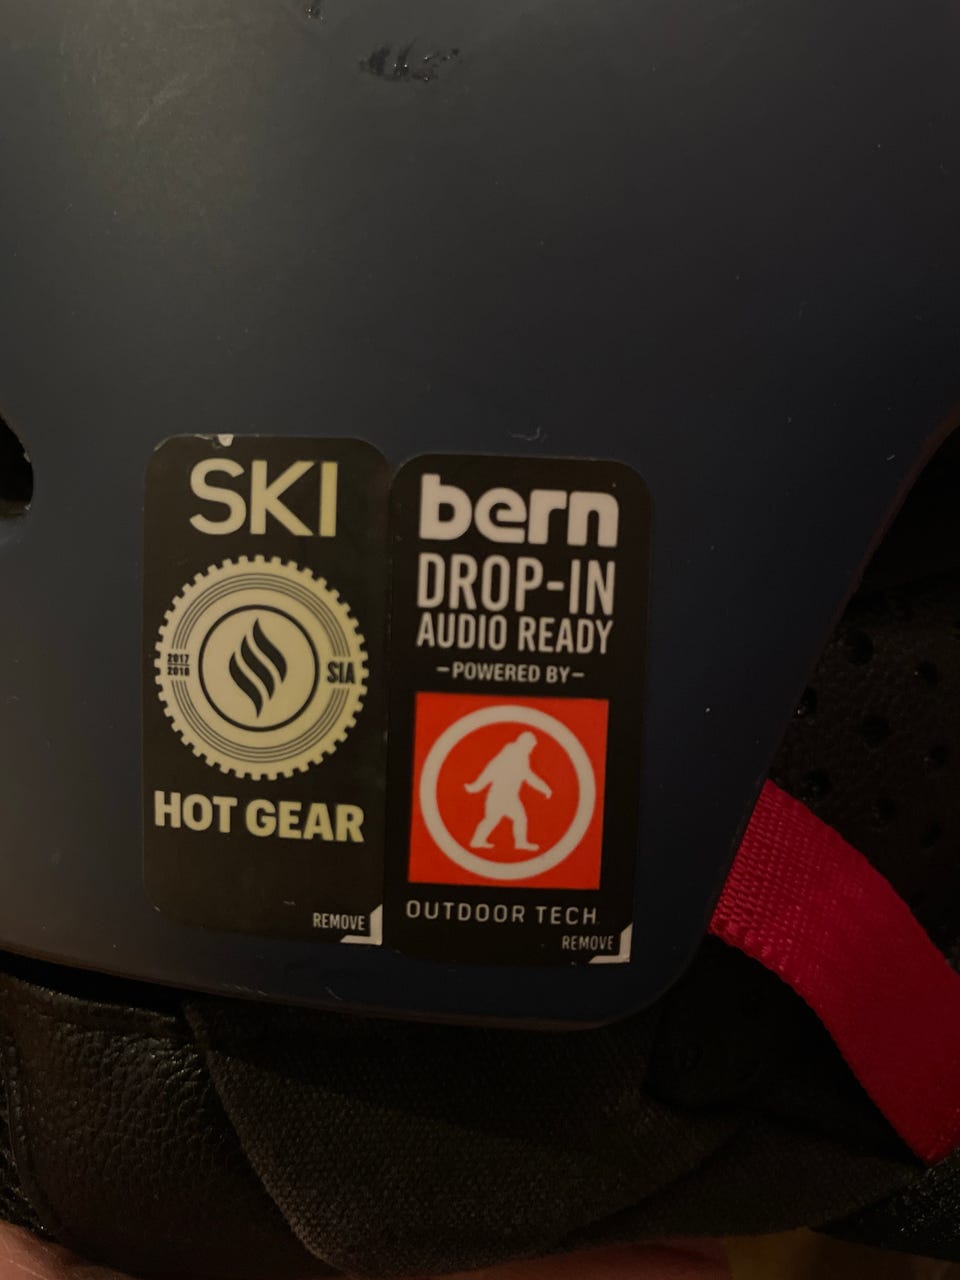 SKI
2017
2018
SIA
HOT GEAR
REMOVE
bern
DROP-IN
AUDIO READY
–POWERED BY–
OUTDOOR TECH
REMOVE